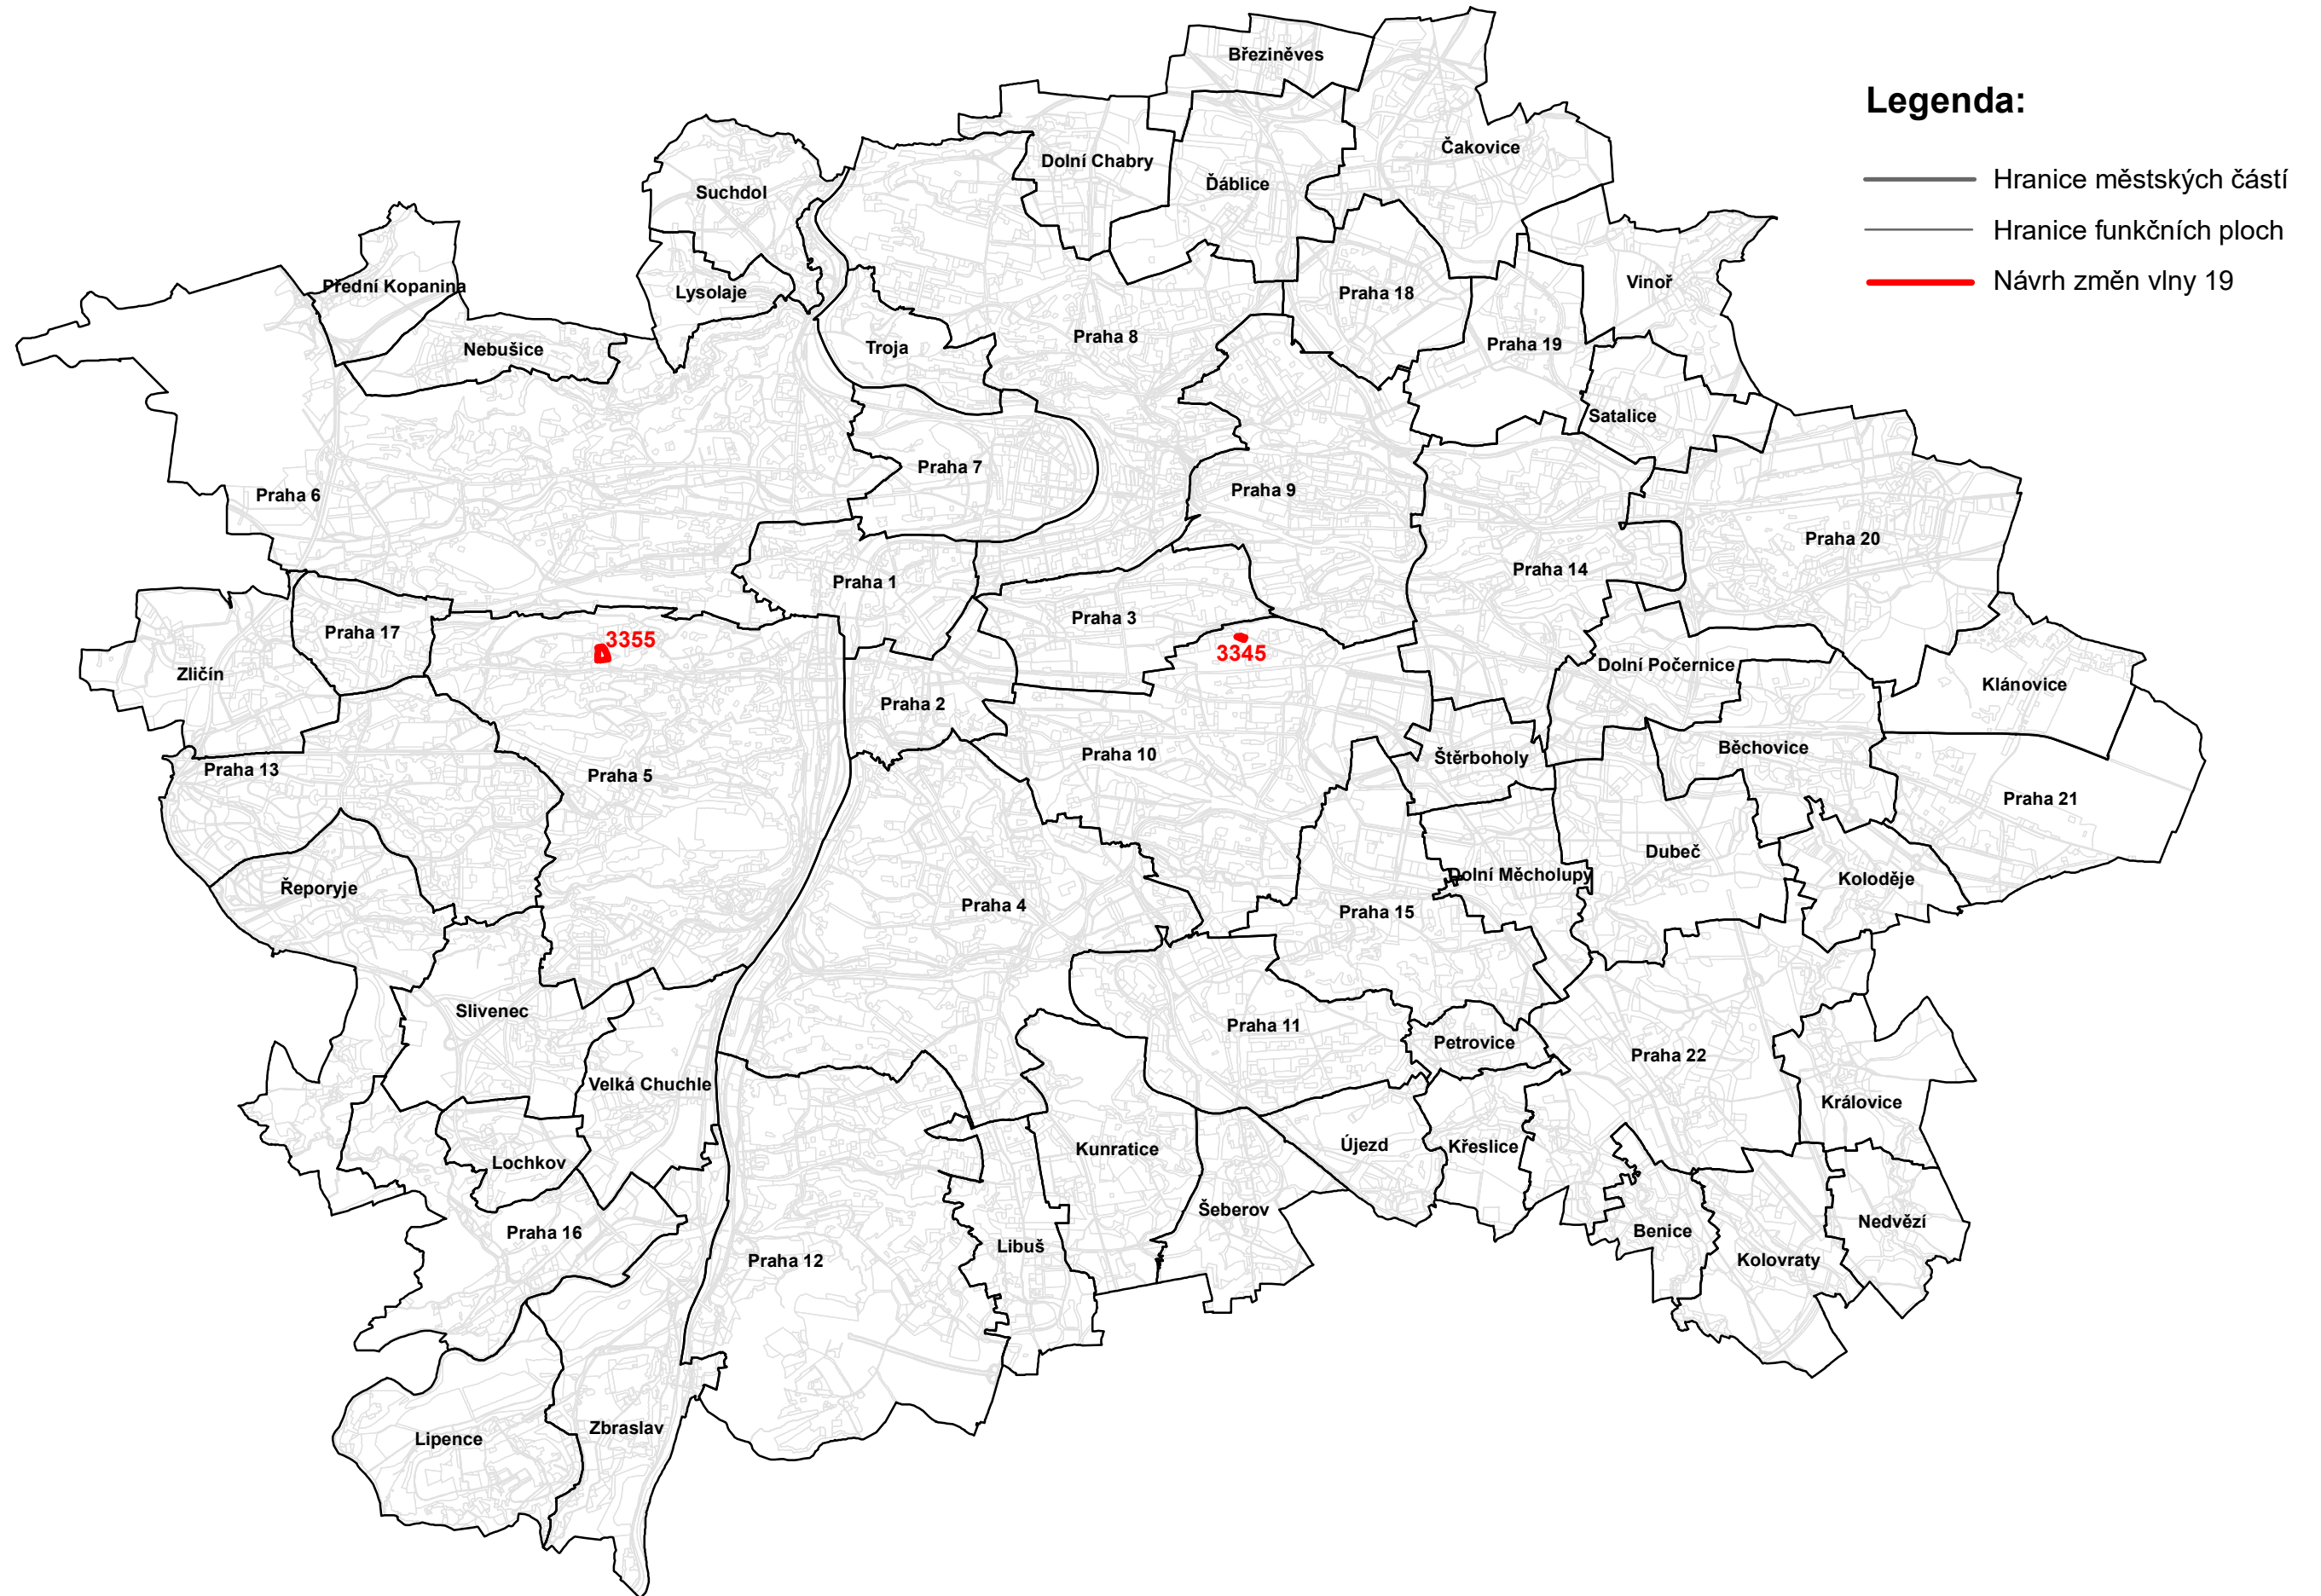 Březiněves
Legenda:
Čakovice
Dolní Chabry
Hranice městských částí
Suchdol
Ďáblice
Hranice funkčních ploch
Návrh změn vlny 19
Přední Kopanina
Lysolaje
Praha 18
Vinoř
Nebušice
Troja
Praha 8
Praha 19
Satalice
Praha 7
Praha 6
Praha 9
Praha 20
Praha 1
Praha 14
Praha 3
Praha 17
3355
3345
Zličín
Dolní Počernice
Klánovice
Praha 2
Běchovice
Praha 10
Štěrboholy
Praha 13
Praha 5
Praha 21
Dubeč
Řeporyje
Dolní Měcholupy
Koloděje
Praha 4
Praha 15
Slivenec
Praha 11
Petrovice
Praha 22
Velká Chuchle
Královice
Kunratice
Újezd
Křeslice
Lochkov
Šeberov
Nedvězí
Praha 16
Benice
Libuš
Praha 12
Kolovraty
Zbraslav
Lipence